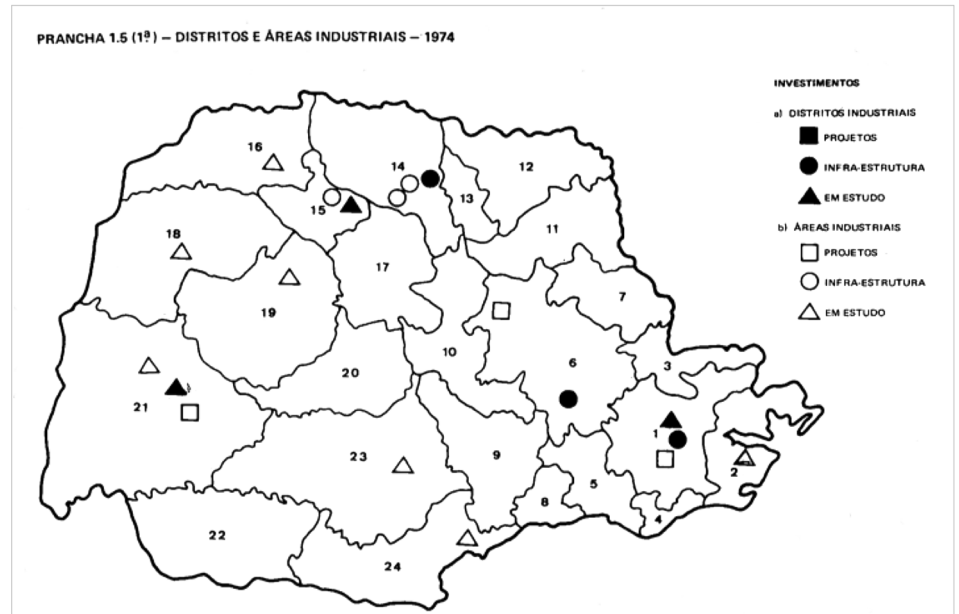 PRANCHA 1.5 (1ª) – DISTRITOS E ÁREAS INDUSTRIAIS – 1974
INVESTIMENTOS
a) DISTRITOS INDUSTRIAIS
PROJETOS
INFRA-ESTRUTURA
EM ESTUDO
b) ÁREAS INDUSTRIAIS
PROJETOS
INFRA-ESTRUTURA
EM ESTUDO
16
14
12
13
15
11
18
17
7
19
10
6
3
20
21
1
23
9
2
5
8
4
22
24